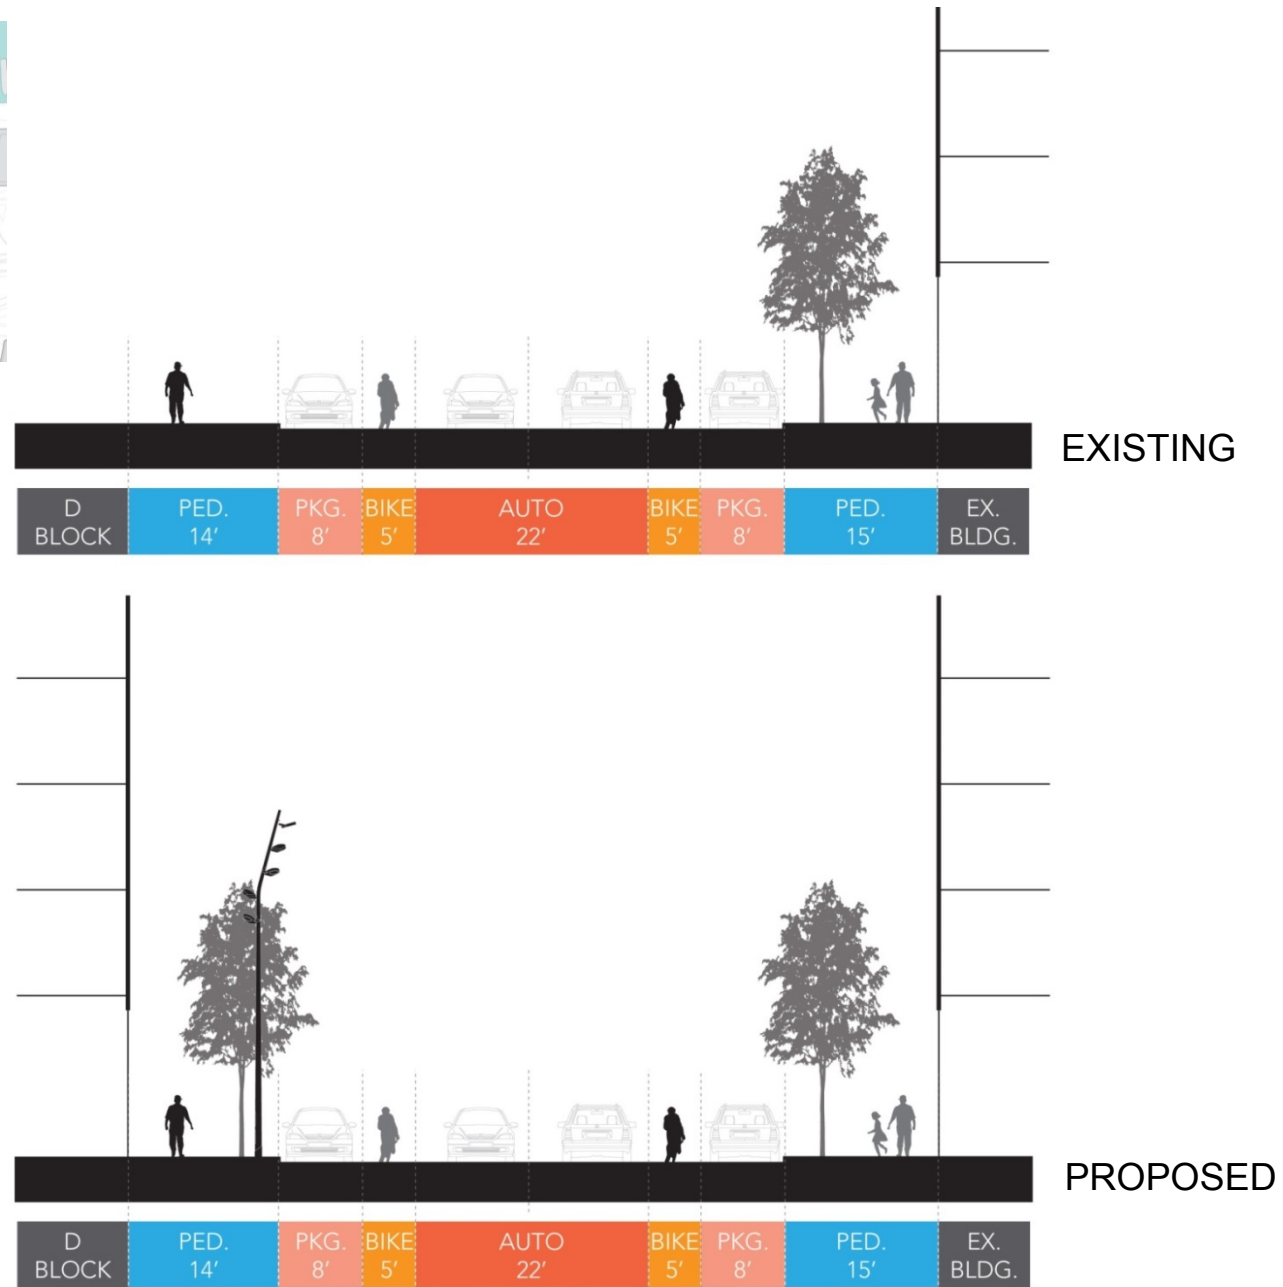 EXISTING
D BLOCK
PED. 14'
PKG. 8'
BIKE 5'
AUTO 22'
BIKE 5'
PKG. 8'
PED. 15'
EX. BLDG.
PROPOSED
D BLOCK
PED. 14'
PKG. 8'
BIKE 5'
AUTO 22'
BIKE 5'
PKG. 8'
PED. 15'
EX. BLDG.